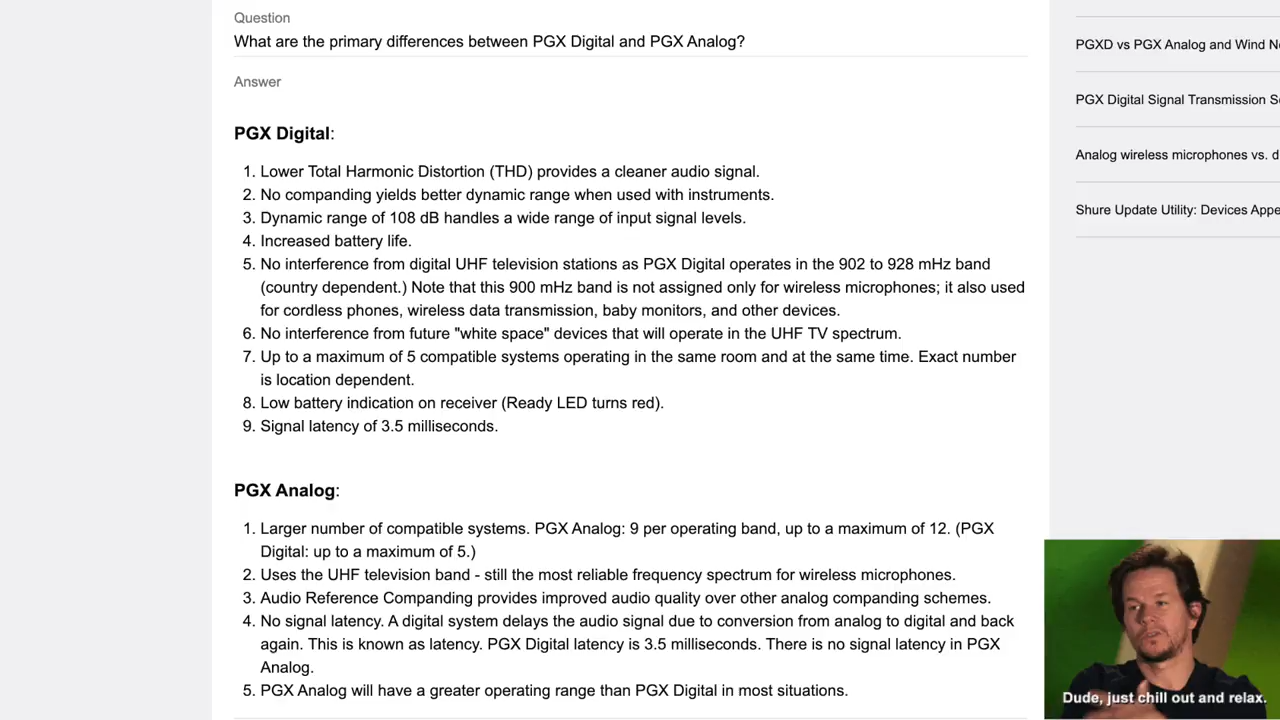 Question
What are the primary differences between PGX Digital and PGX Analog?
Answer
PGX Digital:
1. Lower Total Harmonic Distortion (THD) provides a cleaner audio signal.
2. No companding yields better dynamic range when used with instruments.
3. Dynamic range of 108 dB handles a wide range of input signal levels.
4. Increased battery life.
5. No interference from digital UHF television stations as PGX Digital operates in the 902 to 928 mHz band
(country dependent.) Note that this 900 mHz band is not assigned only for wireless microphones; it also used
for cordless phones, wireless data transmission, baby monitors, and other devices.
6. No interference from future "white space" devices that will operate in the UHF TV spectrum.
7. Up to a maximum of 5 compatible systems operating in the same room and at the same time. Exact number
is location dependent.
8. Low battery indication on receiver (Ready LED turns red).
9. Signal latency of 3.5 milliseconds.
PGX Analog:
1. Larger number of compatible systems. PGX Analog: 9 per operating band, up to a maximum of 12. (PGX
Digital: up to a maximum of 5.)
2. Uses the UHF television band - still the most reliable frequency spectrum for wireless microphones.
3. Audio Reference Companding provides improved audio quality over other analog companding schemes.
4. No signal latency. A digital system delays the audio signal due to conversion from analog to digital and back
again. This is known as latency. PGX Digital latency is 3.5 milliseconds. There is no signal latency in PGX
Analog.
5. PGX Analog will have a greater operating range than PGX Digital in most situations.
PGXD vs PGX Analog and Wind
PGX Digital Signal Transmission
Analog wireless microphones vs.
Shure Update Utility: Devices
Dude, just chill out and relax.